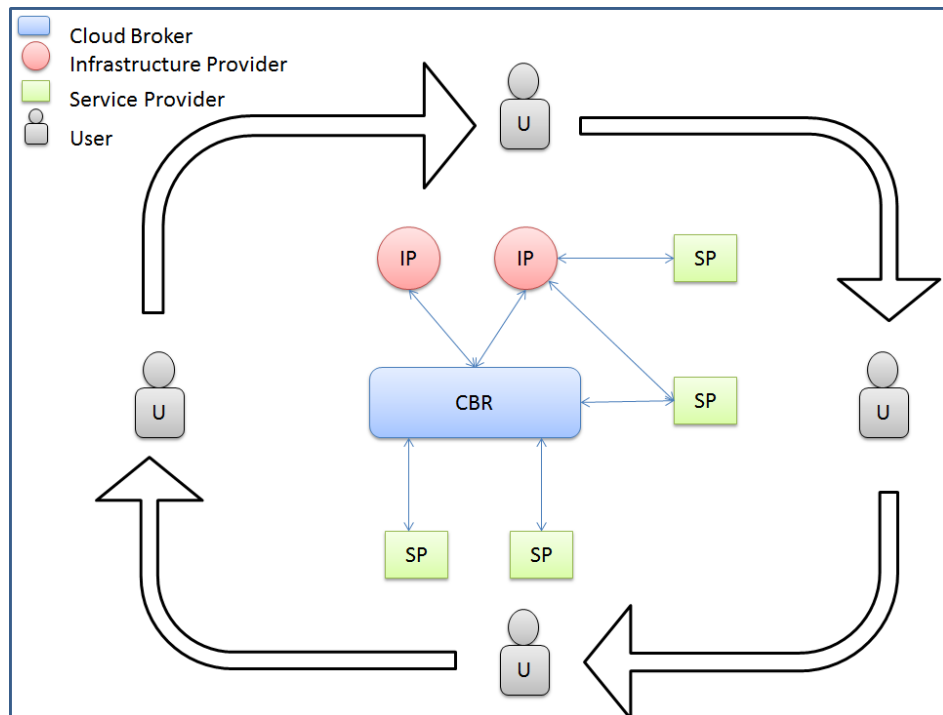 Cloud Broker
Infrastructure Provider
Service Provider
User
U
IP
IP
SP
U
CBR
SP
U
SP
SP
U